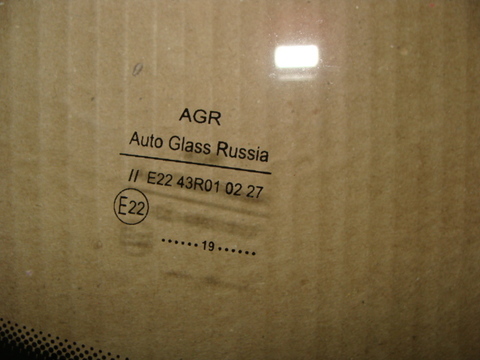 AGR
Auto Glass Russia
// E22 43R01 02 27
E22
•••••• 19 ••••••